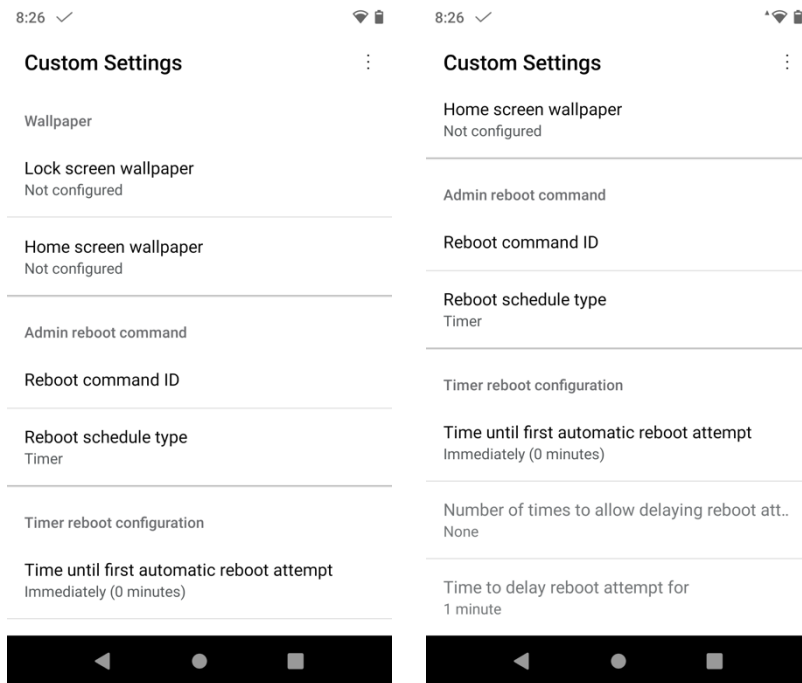 8:26
Custom Settings
Wallpaper
Lock screen wallpaper
Not configured
Home screen wallpaper
Not configured
Admin reboot command
Reboot command ID
Reboot schedule type
Timer
Timer reboot configuration
Time until first automatic reboot attempt
Immediately (0 minutes)
8:26
Custom Settings
Home screen wallpaper
Not configured
Admin reboot command
Reboot command ID
Reboot schedule type
Timer
Timer reboot configuration
Time until first automatic reboot attempt
Immediately (0 minutes)
Number of times to allow delaying reboot att..
None
Time to delay reboot attempt for
1 minute